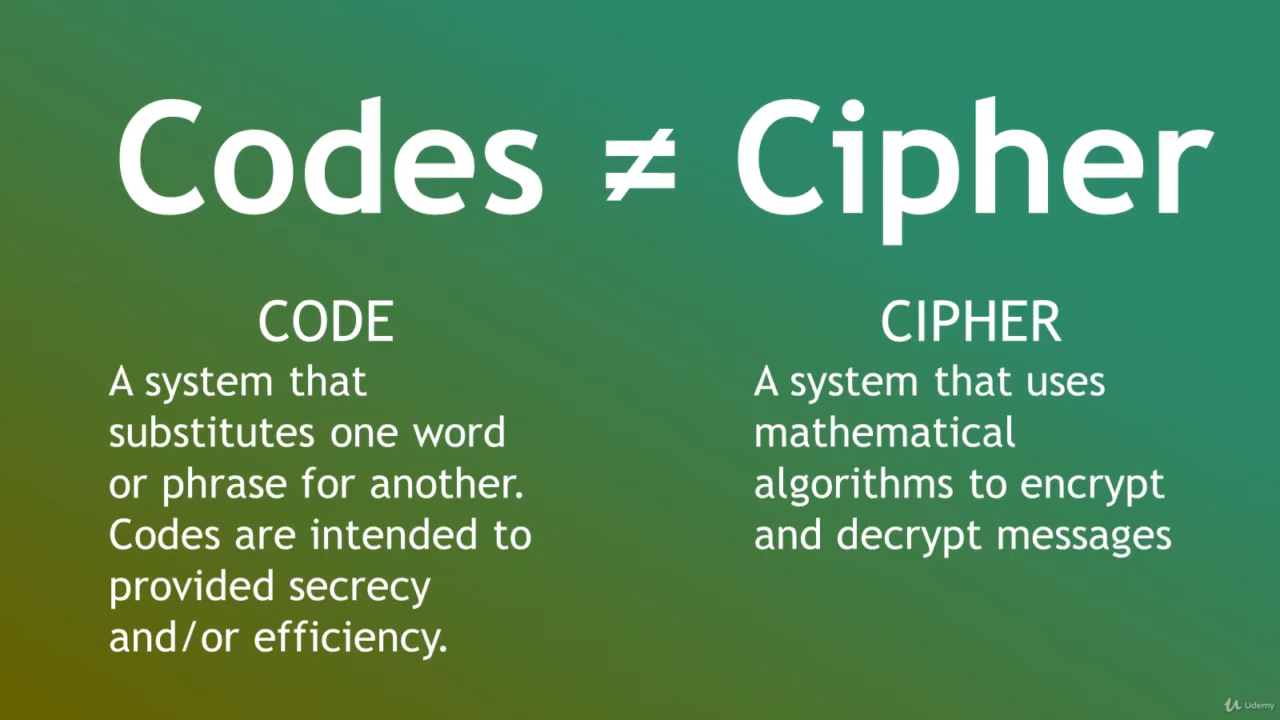 Codes ≠ Cipher
CODE
A system that
substitutes one word
or phrase for another.
Codes are intended to
provided secrecy
and/or efficiency.
CIPHER
A system that uses
mathematical
algorithms to encrypt
and decrypt messages
Udemy